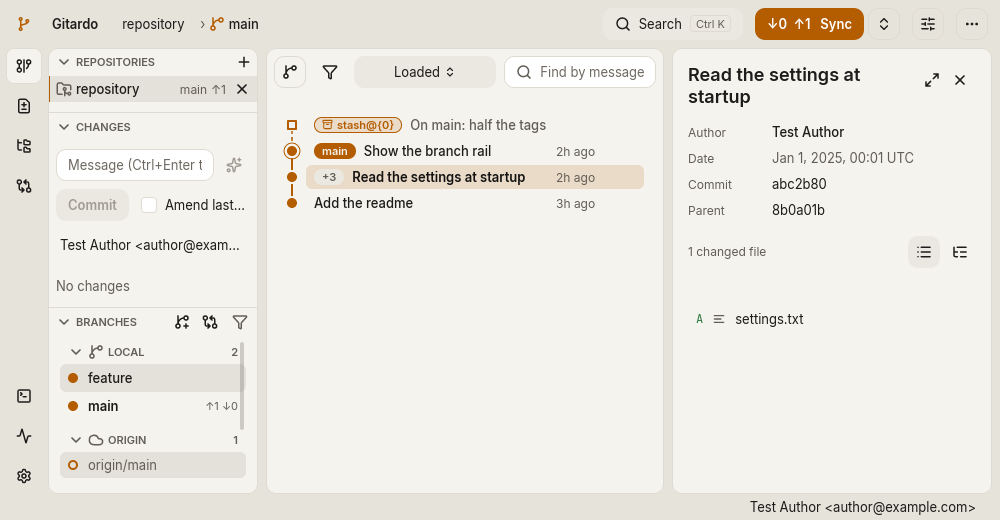 Gitardo repository › main Search Ctrl K ↓0 ↑1 Sync
REPOSITORIES
repository main ↑1
CHANGES
Message (Ctrl+Enter t
Commit Amend last...
Test Author <author@exam...
No changes
BRANCHES
LOCAL 2
feature
main ↑1 ↓0
ORIGIN 1
origin/main
Loaded Find by message
stash@{0} On main: half the tags
main Show the branch rail 2h ago
+3 Read the settings at startup 2h ago
Add the readme 3h ago
Read the settings at
startup
Author Test Author
Date Jan 1, 2025, 00:01 UTC
Commit abc2b80
Parent 8b0a01b
1 changed file
A settings.txt
Test Author <author@example.com>